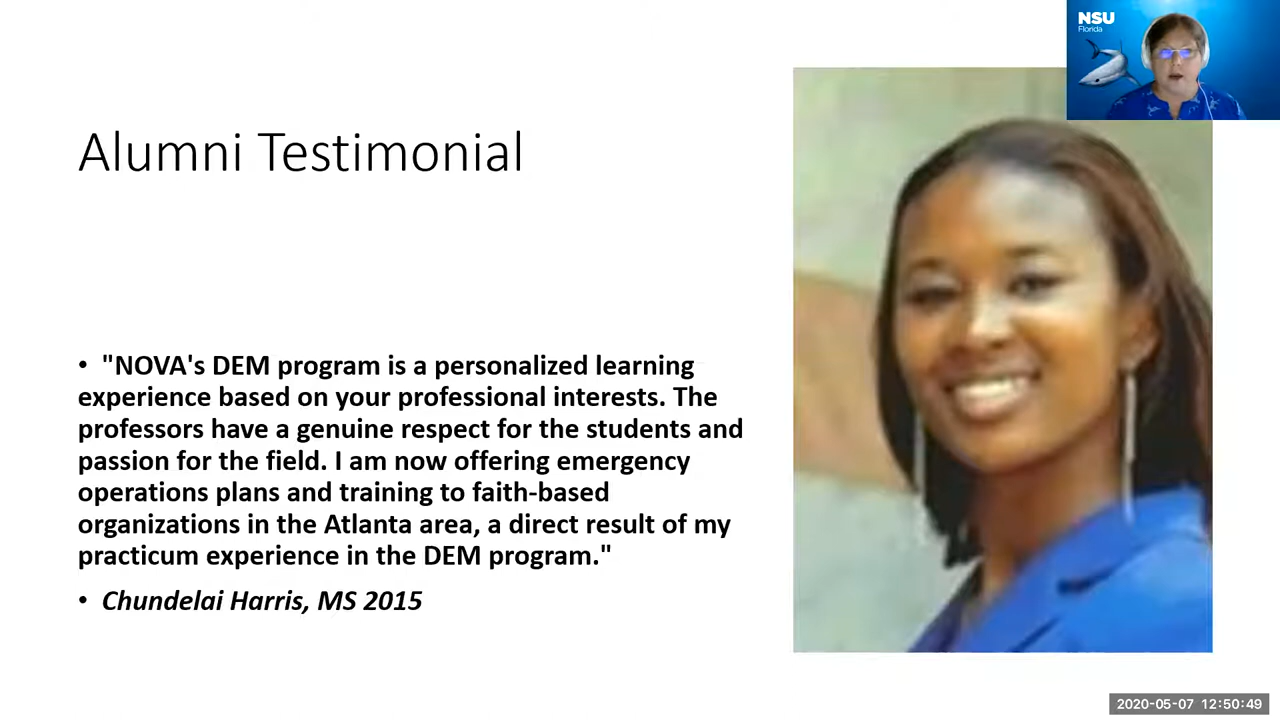 NSU
Florida
Alumni Testimonial
• "NOVA's DEM program is a personalized learning
experience based on your professional interests. The
professors have a genuine respect for the students and
passion for the field. I am now offering emergency
operations plans and training to faith-based
organizations in the Atlanta area, a direct result of my
practicum experience in the DEM program."
• Chundelai Harris, MS 2015
2020-05-07 12:50:49